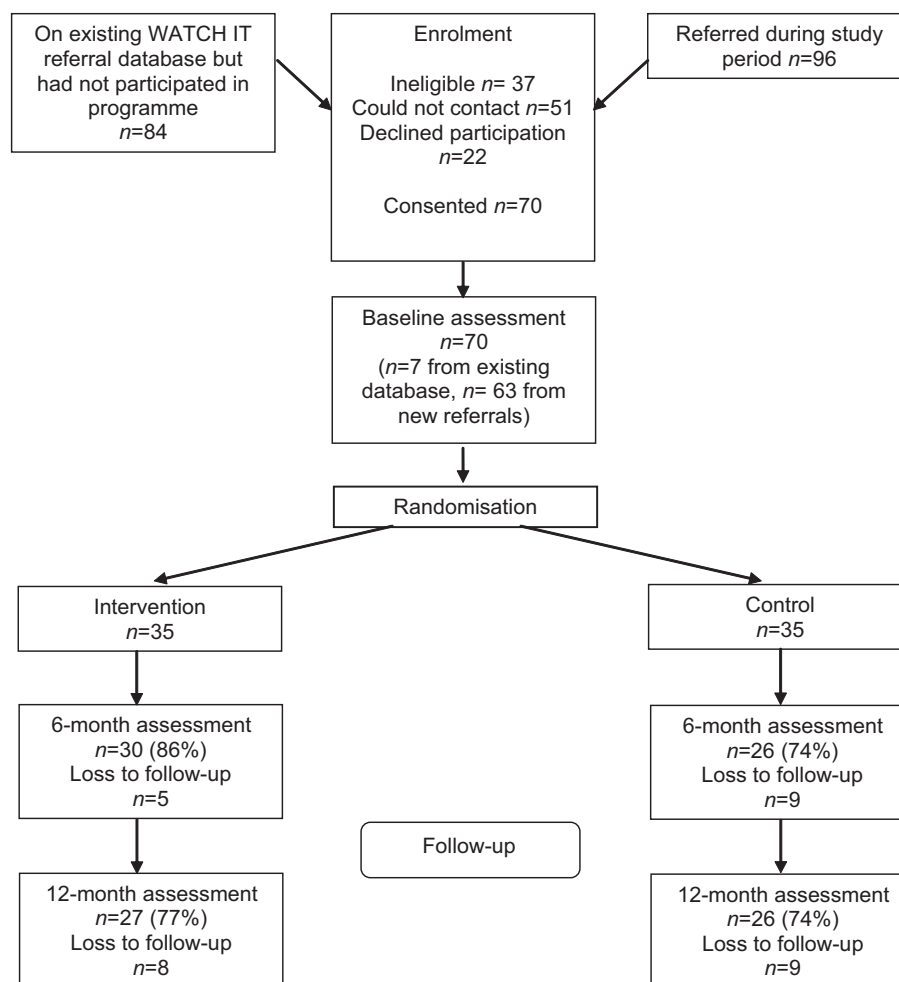 On existing WATCH IT
referral database but
had not participated in
programme
n=84
Enrolment
Ineligible n= 37
Could not contact n=51
Declined participation
n=22
Consented n=70
Referred during study
period n=96
Baseline assessment
n=70
(n=7 from existing
database, n= 63 from
new referrals)
Randomisation
Intervention
n=35
Control
n=35
6-month assessment
n=30 (86%)
Loss to follow-up
n=5
6-month assessment
n=26 (74%)
Loss to follow-up
n=9
Follow-up
12-month assessment
n=27 (77%)
Loss to follow-up
n=8
12-month assessment
n=26 (74%)
Loss to follow-up
n=9